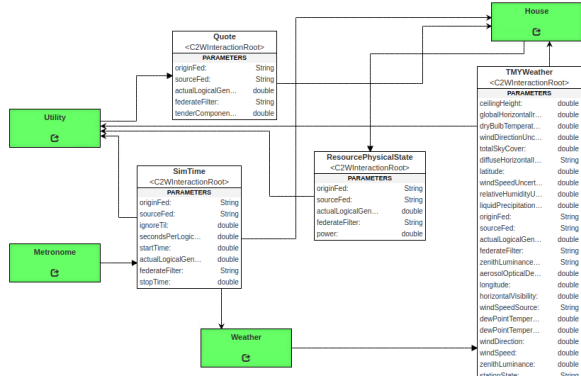 House
Quote
<C2WInteractionRoot>
PARAMETERS
originFed: String
sourceFed: String
actualLogicalGen... double
federateFilter: String
tenderComponen... double
Utility
SimTime
<C2WInteractionRoot>
PARAMETERS
originFed: String
sourceFed: String
ignoreTil: double
secondsPerLogic... double
startTime: double
actualLogicalGen... double
federateFilter: String
stopTime: double
ResourcePhysicalState
<C2WInteractionRoot>
PARAMETERS
originFed: String
sourceFed: String
actualLogicalGen... double
federateFilter: String
power: double
TMYWeather
<C2WInteractionRoot>
PARAMETERS
ceilingHeight: double
globalHorizontalIr... double
dryBulbTemperat... double
windDirectionUnc... double
totalSkyCover: double
diffuseHorizontalI... String
latitude: double
windSpeedUncert... double
relativeHumidityU... double
liquidPrecipitation... double
originFed: String
sourceFed: String
actualLogicalGen... double
federateFilter: String
zenithLuminance... String
aerosolOpticalDe... double
longitude: double
horizontalVisibility: double
windSpeedSource: String
dewPointTemper... double
dewPointTemper... double
windDirection: double
windSpeed: double
zenithLuminance: double
stationState: String
Metronome
Weather